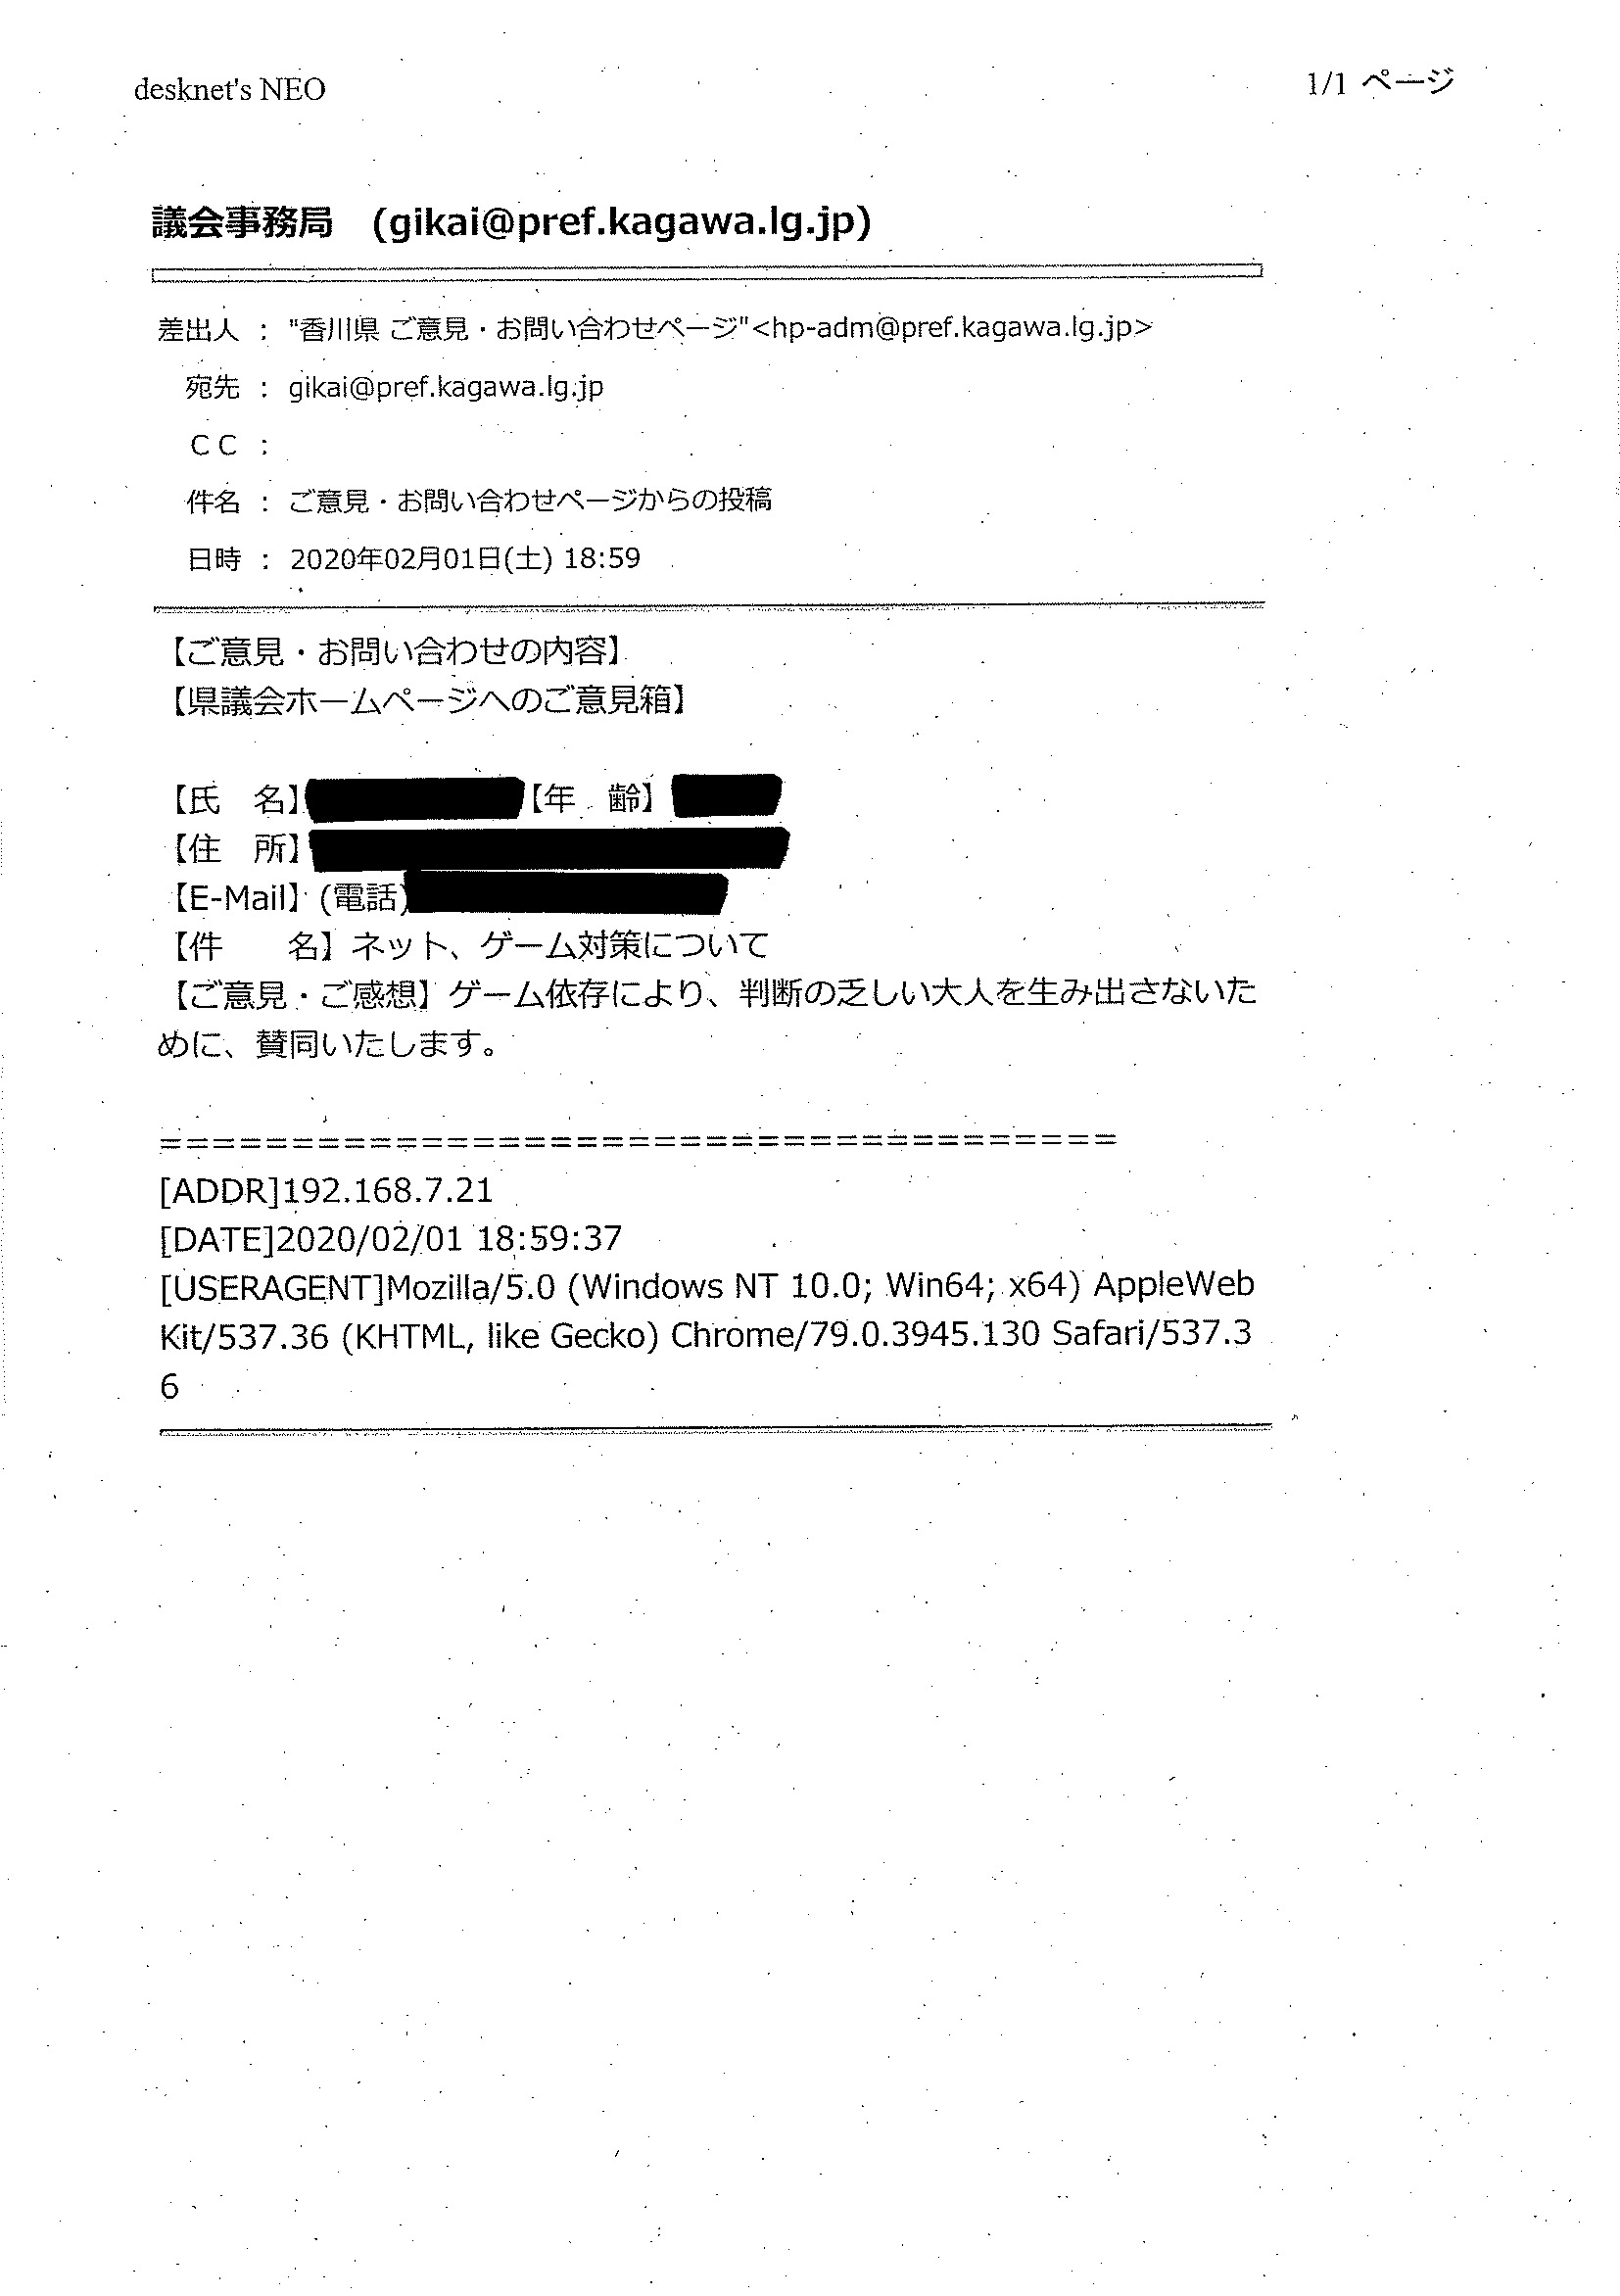 desknet's NEO
1/1 ページ
議会事務局　(gikai@pref.kagawa.lg.jp)
差出人 : "香川県 ご意見・お問い合わせページ"<hp-adm@pref.kagawa.lg.jp>
宛先 : gikai@pref.kagawa.lg.jp
ＣＣ :
件名 : ご意見・お問い合わせページからの投稿
日時 : 2020年02月01日(土) 18:59
【ご意見・お問い合わせの内容】
【県議会ホームページへのご意見箱】
【氏　名】【年　齢】
【住　所】
【E-Mail】(電話)
【件　　名】ネット、ゲーム対策について
【ご意見・ご感想】ゲーム依存により、判断の乏しい大人を生み出さないた
めに、賛同いたします。
=====================================
[ADDR]192.168.7.21
[DATE]2020/02/01 18:59:37
[USERAGENT]Mozilla/5.0 (Windows NT 10.0; Win64; x64) AppleWeb
Kit/537.36 (KHTML, like Gecko) Chrome/79.0.3945.130 Safari/537.3
6